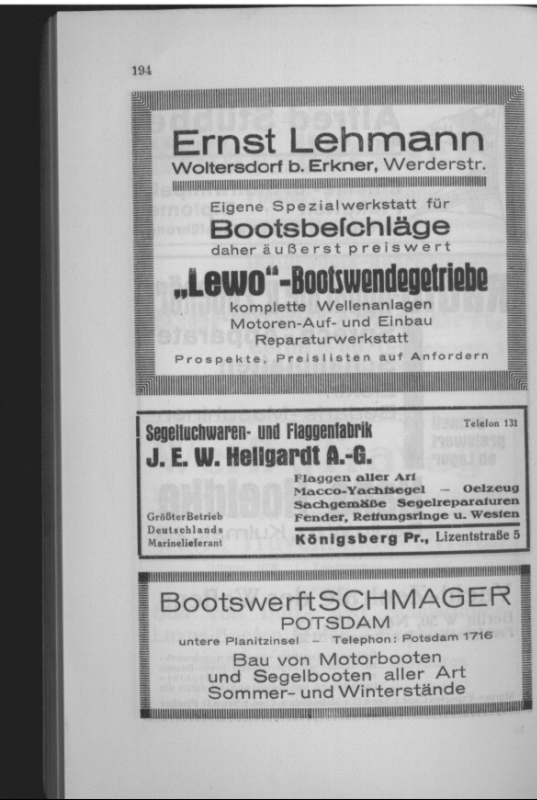 194
Ernst Lehmann
Woltersdorf b. Erkner, Werderstr.
Eigene Spezialwerkstatt für
Bootsbeſchläge
daher äußerst preiswert
„Lewo“-Bootswendegetriebe
komplette Wellenanlagen
Motoren-Auf- und Einbau
Reparaturwerkstatt
Prospekte, Preislisten auf Anfordern
Segeltuchwaren- und Flaggenfabrik
Telefon 131
J. E. W. Hellgardt A.-G.
Flaggen aller Art
Macco-Yachtsegel — Oelzeug
Sachgemäße Segelreparaturen
Fender, Rettungsringe u. Westen
Größter Betrieb
Deutschlands
Marinelieferant
Königsberg Pr., Lizentstraße 5
Bootswerft SCHMAGER
POTSDAM
untere Planitzinsel — Telephon: Potsdam 1716
Bau von Motorbooten
und Segelbooten aller Art
Sommer- und Winterstände